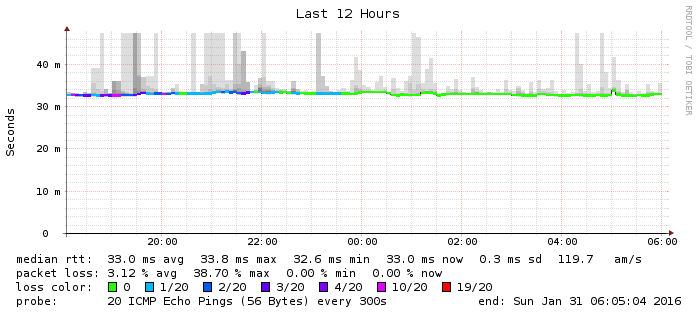 Last 12 Hours
RRDTOOL / TOBI OETIKER
Seconds
40 m
30 m
20 m
10 m
0
20:00 22:00 00:00 02:00 04:00 06:00
median rtt: 33.0 ms avg 33.8 ms max 32.6 ms min 33.0 ms now 0.3 ms sd 119.7 am/s
packet loss: 3.12 % avg 38.70 % max 0.00 % min 0.00 % now
loss color: 0 1/20 2/20 3/20 4/20 10/20 19/20
probe: 20 ICMP Echo Pings (56 Bytes) every 300s end: Sun Jan 31 06:05:04 2016